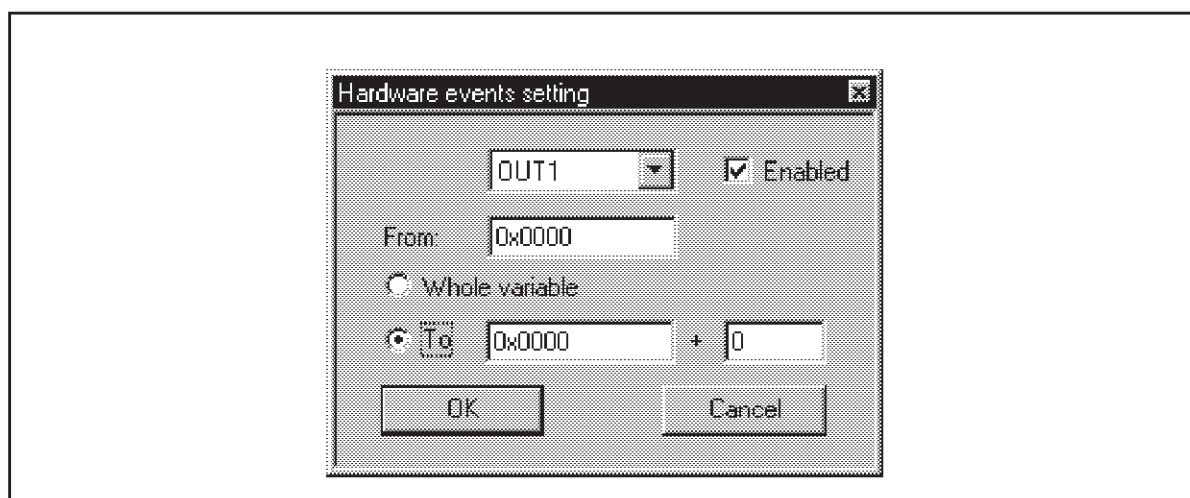 Hardware events setting
OUT1 Enabled
From: 0x0000
Whole variable
To 0x0000 + 0
OK Cancel